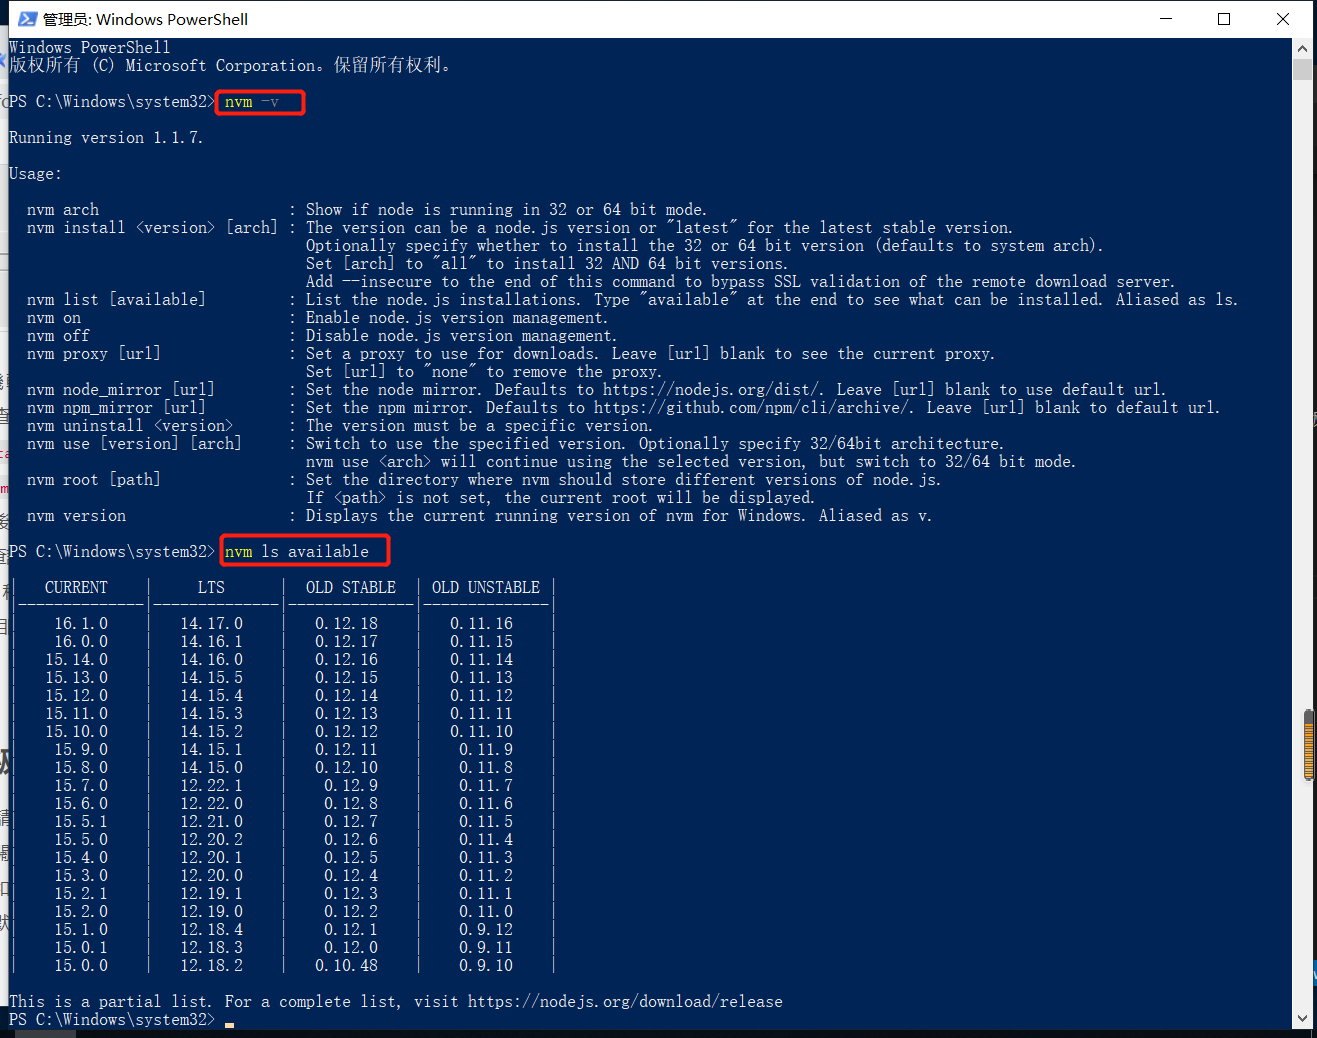 管理员: Windows PowerShell
Windows PowerShell
版权所有 (C) Microsoft Corporation。保留所有权利。
PS C:\Windows\system32> nvm -v
Running version 1.1.7.
Usage:
nvm arch : Show if node is running in 32 or 64 bit mode.
nvm install <version> [arch] : The version can be a node.js version or "latest" for the latest stable version.
Optionally specify whether to install the 32 or 64 bit version (defaults to system arch).
Set [arch] to "all" to install 32 AND 64 bit versions.
Add --insecure to the end of this command to bypass SSL validation of the remote download server.
nvm list [available] : List the node.js installations. Type "available" at the end to see what can be installed. Aliased as ls.
nvm on : Enable node.js version management.
nvm off : Disable node.js version management.
nvm proxy [url] : Set a proxy to use for downloads. Leave [url] blank to see the current proxy.
Set [url] to "none" to remove the proxy.
nvm node_mirror [url] : Set the node mirror. Defaults to https://nodejs.org/dist/. Leave [url] blank to use default url.
nvm npm_mirror [url] : Set the npm mirror. Defaults to https://github.com/npm/cli/archive/. Leave [url] blank to default url.
nvm uninstall <version> : The version must be a specific version.
nvm use [version] [arch] : Switch to use the specified version. Optionally specify 32/64bit architecture.
nvm use <arch> will continue using the selected version, but switch to 32/64 bit mode.
nvm root [path] : Set the directory where nvm should store different versions of node.js.
If <path> is not set, the current root will be displayed.
nvm version : Displays the current running version of nvm for Windows. Aliased as v.
PS C:\Windows\system32> nvm ls available
| CURRENT | LTS | OLD STABLE | OLD UNSTABLE |
|--------------|--------------|--------------|--------------|
| 16.1.0 | 14.17.0 | 0.12.18 | 0.11.16 |
| 16.0.0 | 14.16.1 | 0.12.17 | 0.11.15 |
| 15.14.0 | 14.16.0 | 0.12.16 | 0.11.14 |
| 15.13.0 | 14.15.5 | 0.12.15 | 0.11.13 |
| 15.12.0 | 14.15.4 | 0.12.14 | 0.11.12 |
| 15.11.0 | 14.15.3 | 0.12.13 | 0.11.11 |
| 15.10.0 | 14.15.2 | 0.12.12 | 0.11.10 |
| 15.9.0 | 14.15.1 | 0.12.11 | 0.11.9 |
| 15.8.0 | 14.15.0 | 0.12.10 | 0.11.8 |
| 15.7.0 | 12.22.1 | 0.12.9 | 0.11.7 |
| 15.6.0 | 12.22.0 | 0.12.8 | 0.11.6 |
| 15.5.1 | 12.21.0 | 0.12.7 | 0.11.5 |
| 15.5.0 | 12.20.2 | 0.12.6 | 0.11.4 |
| 15.4.0 | 12.20.1 | 0.12.5 | 0.11.3 |
| 15.3.0 | 12.20.0 | 0.12.4 | 0.11.2 |
| 15.2.1 | 12.19.1 | 0.12.3 | 0.11.1 |
| 15.2.0 | 12.19.0 | 0.12.2 | 0.11.0 |
| 15.1.0 | 12.18.4 | 0.12.1 | 0.9.12 |
| 15.0.1 | 12.18.3 | 0.12.0 | 0.9.11 |
| 15.0.0 | 12.18.2 | 0.10.48 | 0.9.10 |
This is a partial list. For a complete list, visit https://nodejs.org/download/release
PS C:\Windows\system32>